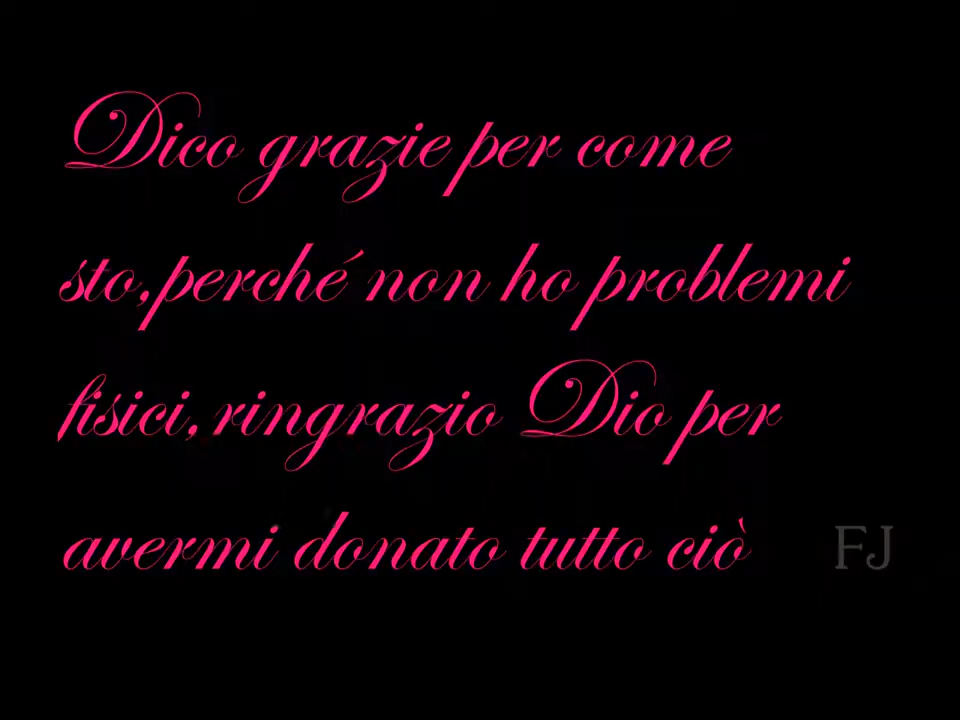 Dico grazie per come
sto,perché non ho problemi
fisici,ringrazio Dio per
avermi donato tutto ciò
FJ